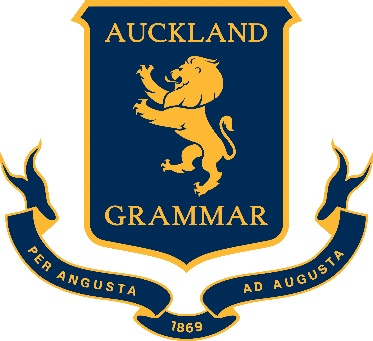 AUCKLAND
GRAMMAR
PER ANGUSTA
AD AUGUSTA
1869